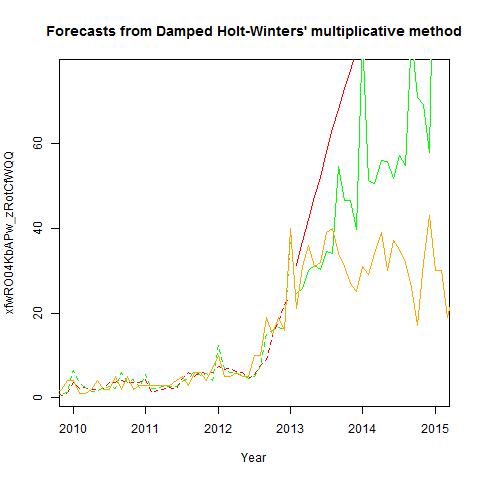 Forecasts from Damped Holt-Winters' multiplicative method
60
40
20
0
xfwRO04KbAPw_zRotCfWQQ
2010 2011 2012 2013 2014 2015
Year